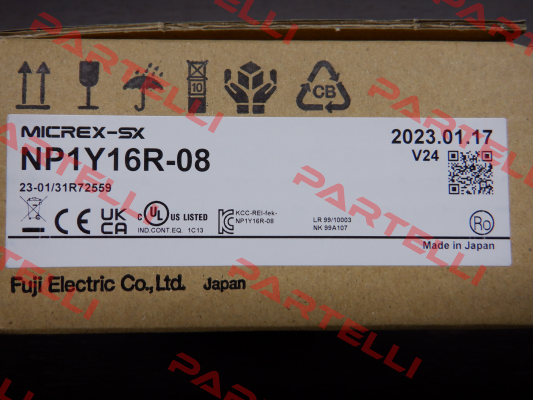 10
CB
MICREX-SX
NP1Y16R-08
2023.01.17
V24
23-01/31R72559
CE UK CA c UL US LISTED
IND.CONT.EQ. 1C13
KCC-REI-fek-
NP1Y16R-08
LR 99/10003
NK 99A107
Ro
Made in Japan
Fuji Electric Co.,Ltd. Japan
PARTELLI
PARTELLI
PARTELLI
PARTELLI
PARTELLI